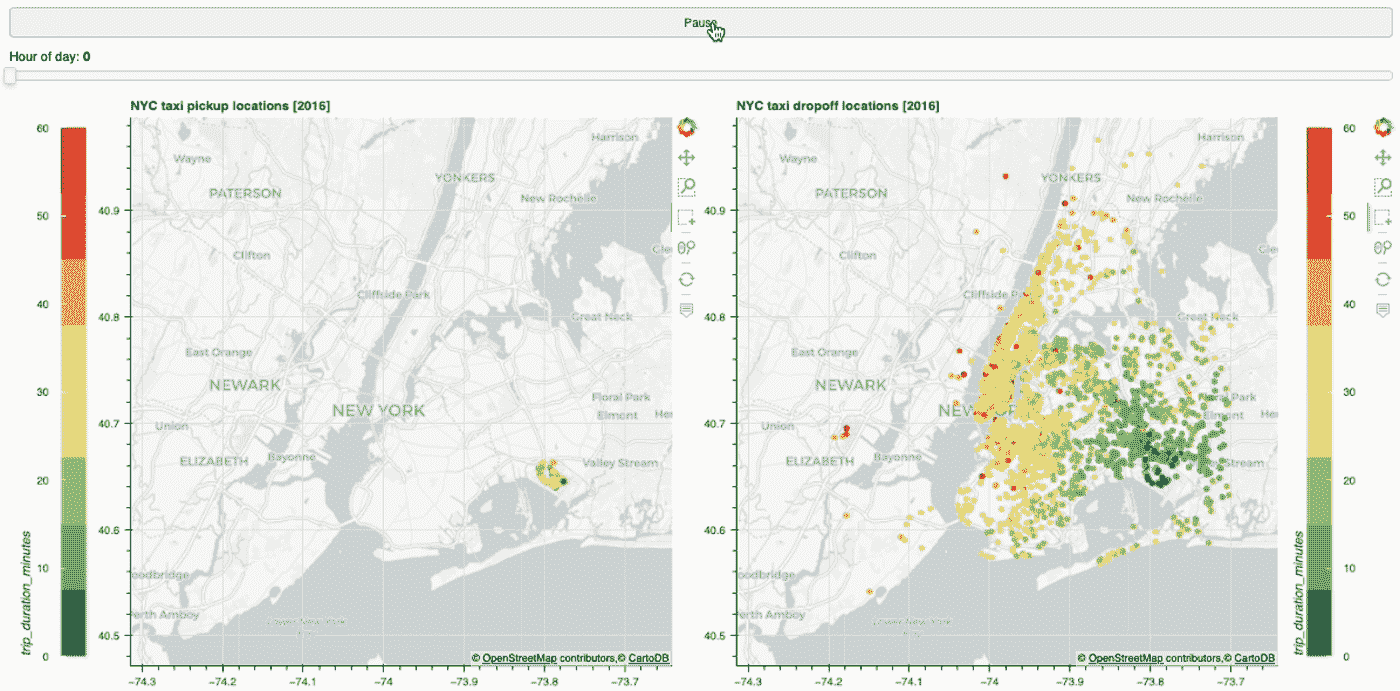 Pause
Hour of day: 0
NYC taxi pickup locations [2016]
NYC taxi dropoff locations [2016]
60
50
40
30
20
10
0
trip_duration_minutes
40.9
40.8
40.7
40.6
40.5
Harrison
Wayne
YONKERS
PATERSON
New Rochelle
Clifton
Cliffside Park
Great Neck
East Orange
NEWARK
NEW YORK
Floral Park
Elmont
Union
ELIZABETH
Bayonne
Valley Stream
oodbridge
erth Amboy
Lower New York
© OpenStreetMap contributors,© CartoDB
−74.3
−74.2
−74.1
−74
−73.9
−73.8
−73.7
40.9
40.8
40.7
40.6
40.5
Harrison
Wayne
YONKERS
PATERSON
New Rochelle
Clifton
Cliffside
Great Neck
East Orange
NEWARK
Park
Elmont
Union
ELIZABETH
Bayonne
Stream
oodbridge
erth Amboy
Lower New York
© OpenStreetMap contributors,© CartoDB
−74.3
−74.2
−74.1
−74
−73.9
−73.8
−73.7
60
50
40
30
20
10
0
trip_duration_minutes